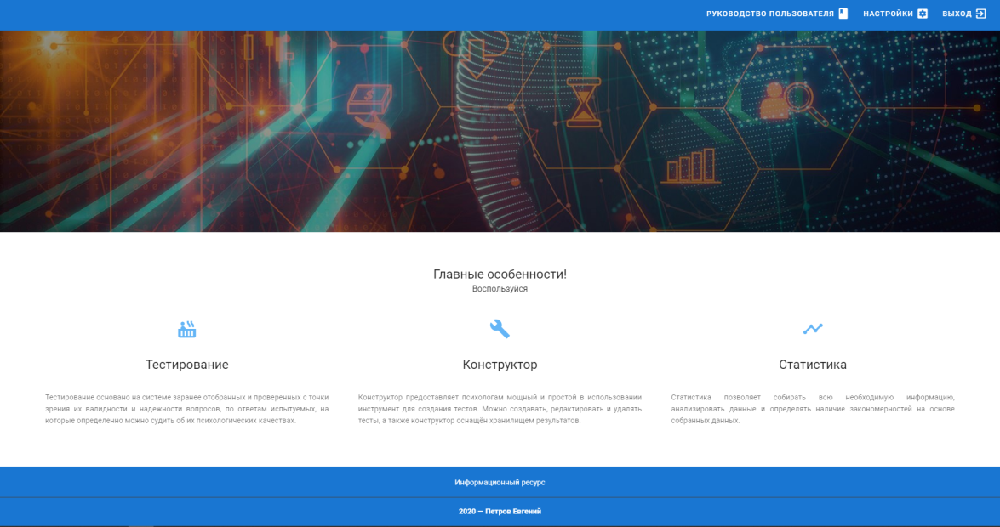 РУКОВОДСТВО ПОЛЬЗОВАТЕЛЯ НАСТРОЙКИ ВЫХОД
Главные особенности!
Воспользуйся
Тестирование
Тестирование основано на системе заранее отобранных и проверенных с точки
зрения их валидности и надежности вопросов, по ответам испытуемых, на
которые определенно можно судить об их психологических качествах.
Конструктор
Конструктор предоставляет психологам мощный и простой в использовании
инструмент для создания тестов. Можно создавать, редактировать и удалять
тесты, а также конструктор оснащён хранилищем результатов.
Статистика
Статистика позволяет собирать всю необходимую информацию,
анализировать данные и определять наличие закономерностей на основе
собранных данных.
Информационный ресурс
2020 — Петров Евгений